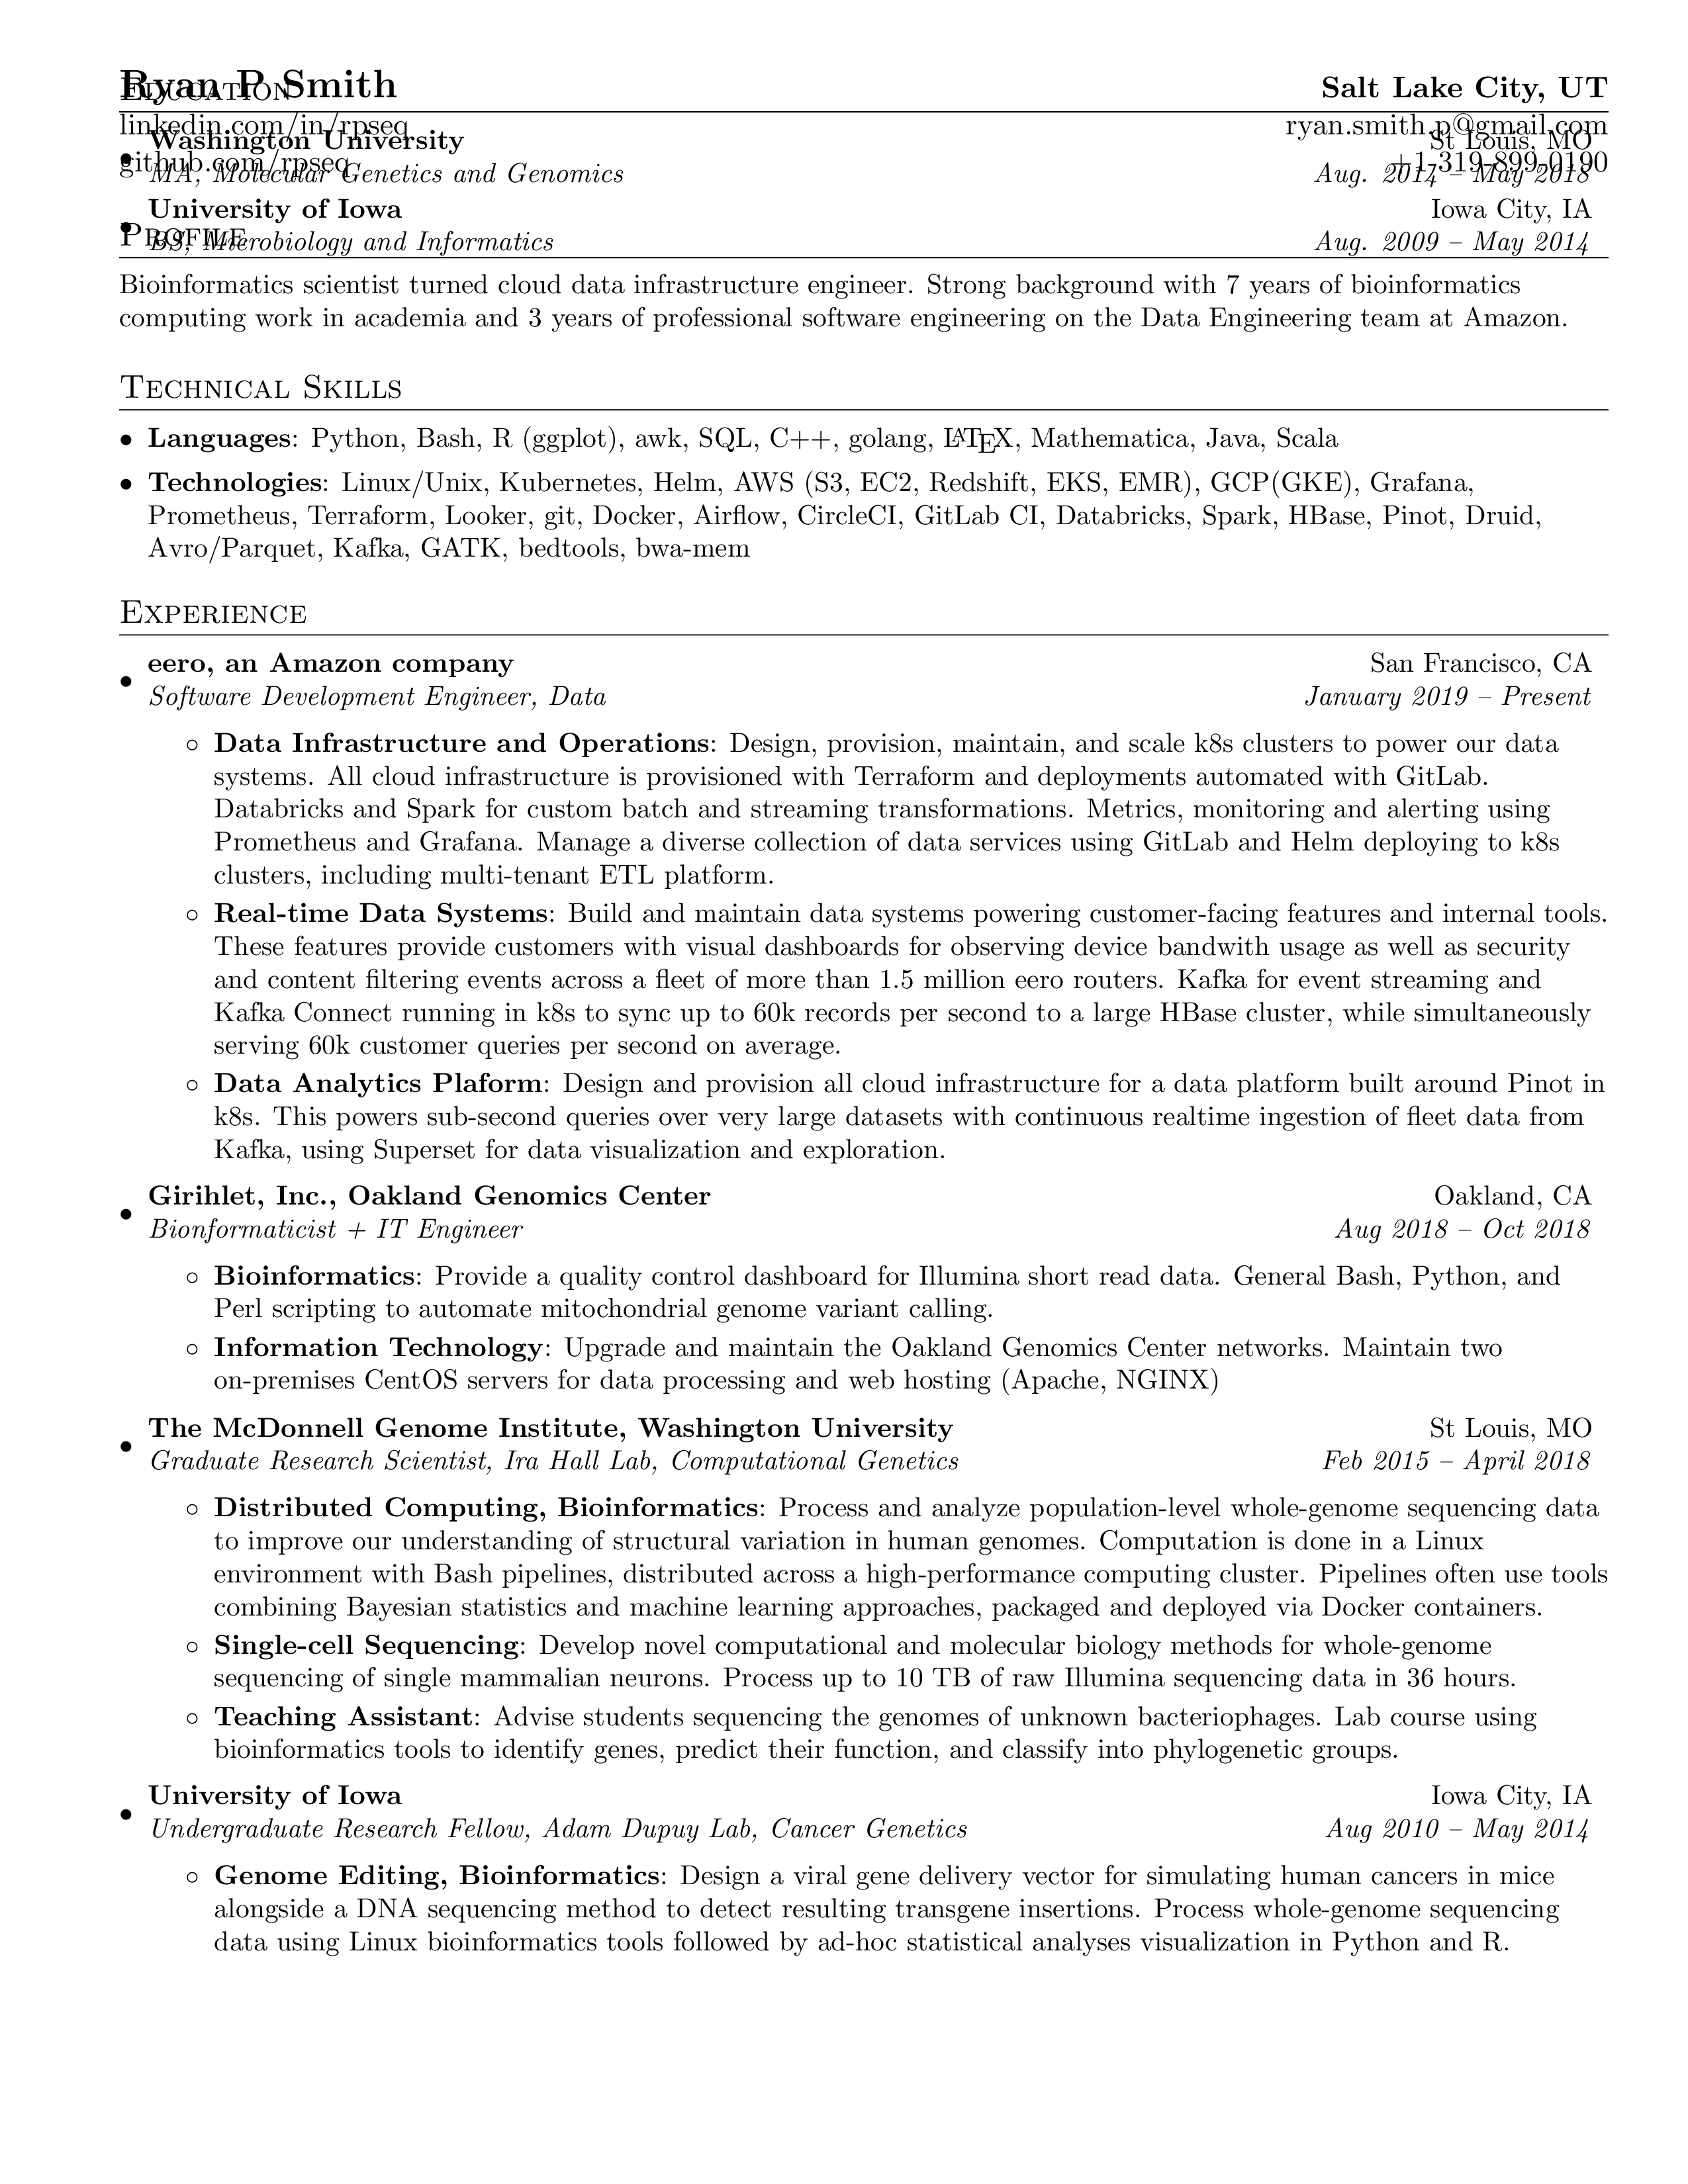 Ryan P Smith
Salt Lake City, UT
linkedin.com/in/rpseq
ryan.smith.p@gmail.com
github.com/rpseq
+1-319-899-0190
Education
Washington University
St Louis, MO
MA, Molecular Genetics and Genomics
Aug. 2014 – May 2018
University of Iowa
Iowa City, IA
BS, Microbiology and Informatics
Aug. 2009 – May 2014
Profile
Bioinformatics scientist turned cloud data infrastructure engineer. Strong background with 7 years of bioinformatics
computing work in academia and 3 years of professional software engineering on the Data Engineering team at Amazon.
Technical Skills
• Languages: Python, Bash, R (ggplot), awk, SQL, C++, golang, LATEX, Mathematica, Java, Scala
• Technologies: Linux/Unix, Kubernetes, Helm, AWS (S3, EC2, Redshift, EKS, EMR), GCP(GKE), Grafana,
Prometheus, Terraform, Looker, git, Docker, Airflow, CircleCI, GitLab CI, Databricks, Spark, HBase, Pinot, Druid,
Avro/Parquet, Kafka, GATK, bedtools, bwa-mem
Experience
• eero, an Amazon company
San Francisco, CA
Software Development Engineer, Data
January 2019 – Present
◦ Data Infrastructure and Operations: Design, provision, maintain, and scale k8s clusters to power our data
systems. All cloud infrastructure is provisioned with Terraform and deployments automated with GitLab.
Databricks and Spark for custom batch and streaming transformations. Metrics, monitoring and alerting using
Prometheus and Grafana. Manage a diverse collection of data services using GitLab and Helm deploying to k8s
clusters, including multi-tenant ETL platform.
◦ Real-time Data Systems: Build and maintain data systems powering customer-facing features and internal tools.
These features provide customers with visual dashboards for observing device bandwith usage as well as security
and content filtering events across a fleet of more than 1.5 million eero routers. Kafka for event streaming and
Kafka Connect running in k8s to sync up to 60k records per second to a large HBase cluster, while simultaneously
serving 60k customer queries per second on average.
◦ Data Analytics Plaform: Design and provision all cloud infrastructure for a data platform built around Pinot in
k8s. This powers sub-second queries over very large datasets with continuous realtime ingestion of fleet data from
Kafka, using Superset for data visualization and exploration.
• Girihlet, Inc., Oakland Genomics Center
Oakland, CA
Bionformaticist + IT Engineer
Aug 2018 – Oct 2018
◦ Bioinformatics: Provide a quality control dashboard for Illumina short read data. General Bash, Python, and
Perl scripting to automate mitochondrial genome variant calling.
◦ Information Technology: Upgrade and maintain the Oakland Genomics Center networks. Maintain two
on-premises CentOS servers for data processing and web hosting (Apache, NGINX)
• The McDonnell Genome Institute, Washington University
St Louis, MO
Graduate Research Scientist, Ira Hall Lab, Computational Genetics
Feb 2015 – April 2018
◦ Distributed Computing, Bioinformatics: Process and analyze population-level whole-genome sequencing data
to improve our understanding of structural variation in human genomes. Computation is done in a Linux
environment with Bash pipelines, distributed across a high-performance computing cluster. Pipelines often use tools
combining Bayesian statistics and machine learning approaches, packaged and deployed via Docker containers.
◦ Single-cell Sequencing: Develop novel computational and molecular biology methods for whole-genome
sequencing of single mammalian neurons. Process up to 10 TB of raw Illumina sequencing data in 36 hours.
◦ Teaching Assistant: Advise students sequencing the genomes of unknown bacteriophages. Lab course using
bioinformatics tools to identify genes, predict their function, and classify into phylogenetic groups.
• University of Iowa
Iowa City, IA
Undergraduate Research Fellow, Adam Dupuy Lab, Cancer Genetics
Aug 2010 – May 2014
◦ Genome Editing, Bioinformatics: Design a viral gene delivery vector for simulating human cancers in mice
alongside a DNA sequencing method to detect resulting transgene insertions. Process whole-genome sequencing
data using Linux bioinformatics tools followed by ad-hoc statistical analyses visualization in Python and R.